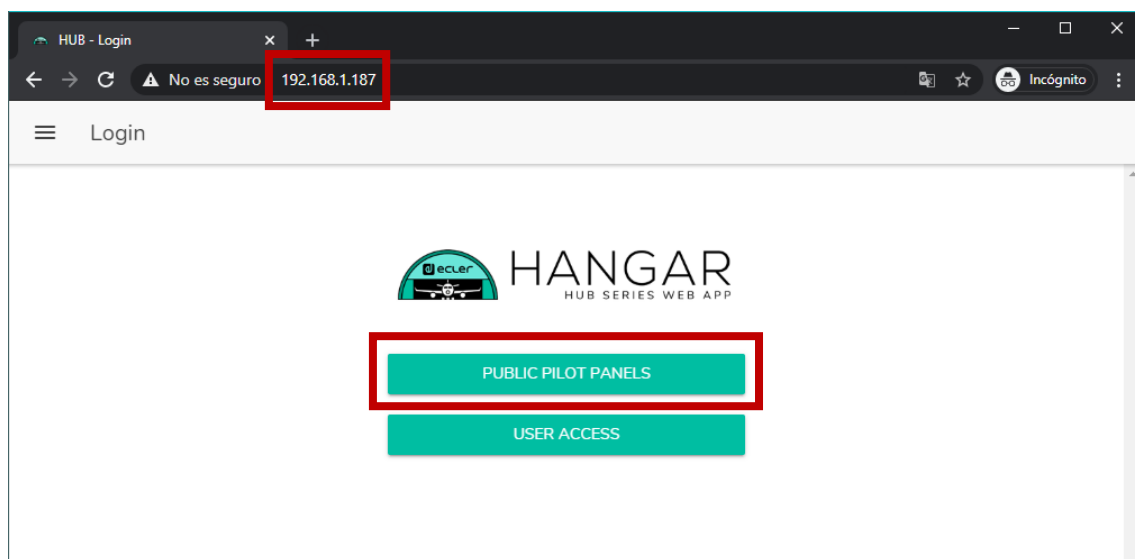 HUB - Login
No es seguro 192.168.1.187 Incógnito
Login
ecler
HANGAR
HUB SERIES WEB APP
PUBLIC PILOT PANELS
USER ACCESS